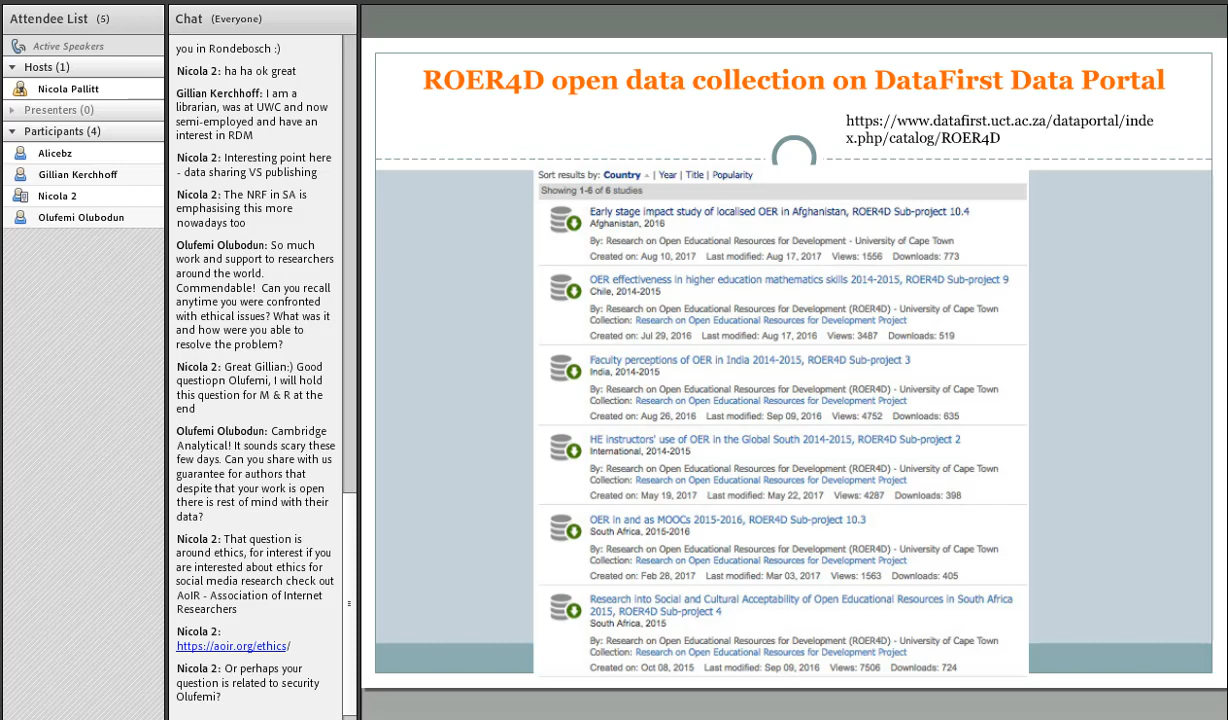 Attendee List (5)
Active Speakers
Hosts (1)
Nicola Pallitt
Presenters (0)
Participants (4)
Alicebz
Gillian Kerchhoff
Nicola 2
Olufemi Olubodun
Chat (Everyone)
you in Rondebosch :)
Nicola 2: ha ha ok great
Gillian Kerchhoff: I am a
librarian, was at UWC and now
semi-employed and have an
interest in RDM
Nicola 2: Interesting point here
- data sharing VS publishing
Nicola 2: The NRF in SA is
emphasising this more
nowadays too
Olufemi Olubodun: So much
work and support to researchers
around the world.
Commendable! Can you recall
anytime you were confronted
with ethical issues? What was it
and how were you able to
resolve the problem?
Nicola 2: Great Gillian:) Good
questiopn Olufemi, I will hold
this question for M & R at the
end
Olufemi Olubodun: Cambridge
Analytical! It sounds scary these
few days. Can you share with us
guarantee for authors that
despite that your work is open
there is rest of mind with their
data?
Nicola 2: That question is
around ethics, for interest if you
are interested about ethics for
social media research check out
AoIR - Association of Internet
Researchers
Nicola 2:
https://aoir.org/ethics/
Nicola 2: Or perhaps your
question is related to security
Olufemi?
ROER4D open data collection on DataFirst Data Portal
https://www.datafirst.uct.ac.za/dataportal/inde
x.php/catalog/ROER4D
Sort results by: Country | Year | Title | Popularity
Showing 1-6 of 6 studies
Early stage impact study of localised OER in Afghanistan, ROER4D Sub-project 10.4
Afghanistan, 2016
By: Research on Open Educational Resources for Development - University of Cape Town
Created on: Aug 10, 2017 Last modified: Aug 17, 2017 Views: 1556 Downloads: 773
OER effectiveness in higher education mathematics skills 2014-2015, ROER4D Sub-project 9
Chile, 2014-2015
By: Research on Open Educational Resources for Development (ROER4D) - University of Cape Town
Collection: Research on Open Educational Resources for Development Project
Created on: Jul 29, 2016 Last modified: Aug 17, 2016 Views: 3487 Downloads: 519
Faculty perceptions of OER in India 2014-2015, ROER4D Sub-project 3
India, 2014-2015
By: Research on Open Educational Resources for Development (ROER4D) - University of Cape Town
Collection: Research on Open Educational Resources for Development Project
Created on: Aug 26, 2016 Last modified: Sep 09, 2016 Views: 4752 Downloads: 635
HE instructors' use of OER in the Global South 2014-2015, ROER4D Sub-project 2
International, 2014-2015
By: Research on Open Educational Resources for Development (ROER4D) - University of Cape Town
Collection: Research on Open Educational Resources for Development Project
Created on: May 19, 2017 Last modified: May 22, 2017 Views: 4287 Downloads: 398
OER in and as MOOCs 2015-2016, ROER4D Sub-project 10.3
South Africa, 2015-2016
By: Research on Open Educational Resources for Development (ROER4D) - University of Cape Town
Collection: Research on Open Educational Resources for Development Project
Created on: Feb 28, 2017 Last modified: Mar 03, 2017 Views: 1563 Downloads: 405
Research into Social and Cultural Acceptability of Open Educational Resources in South Africa
2015, ROER4D Sub-project 4
South Africa, 2015
By: Research on Open Educational Resources for Development (ROER4D) - University of Cape Town
Collection: Research on Open Educational Resources for Development Project
Created on: Oct 08, 2015 Last modified: Sep 09, 2016 Views: 7506 Downloads: 724